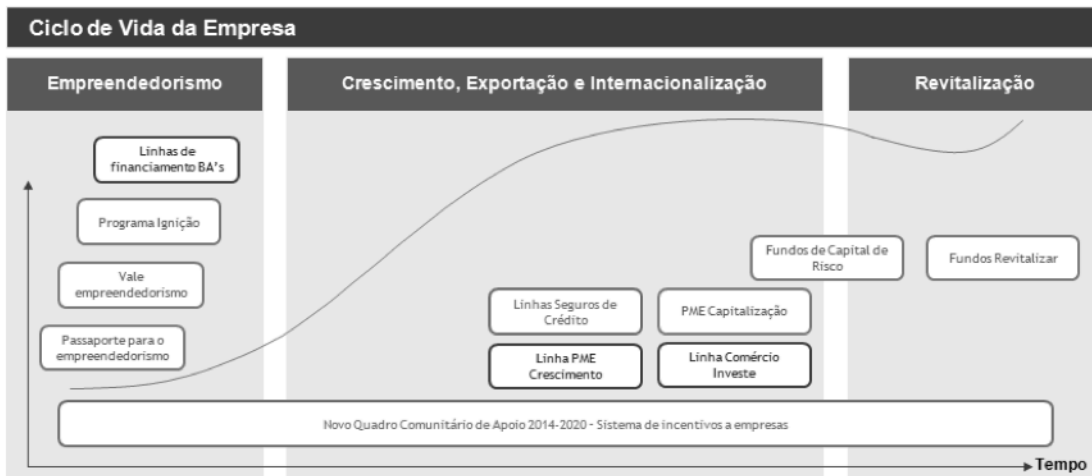 Ciclo de Vida da Empresa
Empreendedorismo
Crescimento, Exportação e Internacionalização
Revitalização
Linhas de
financiamento BA's
Programa Ignição
Vale
empreendedorismo
Passaporte para o
empreendedorismo
Fundos de Capital de
Risco
Fundos Revitalizar
Linhas Seguros de
Crédito
PME Capitalização
Linha PME
Crescimento
Linha Comércio
Investe
Novo Quadro Comunitário de Apoio 2014-2020 - Sistema de incentivos a empresas
Tempo